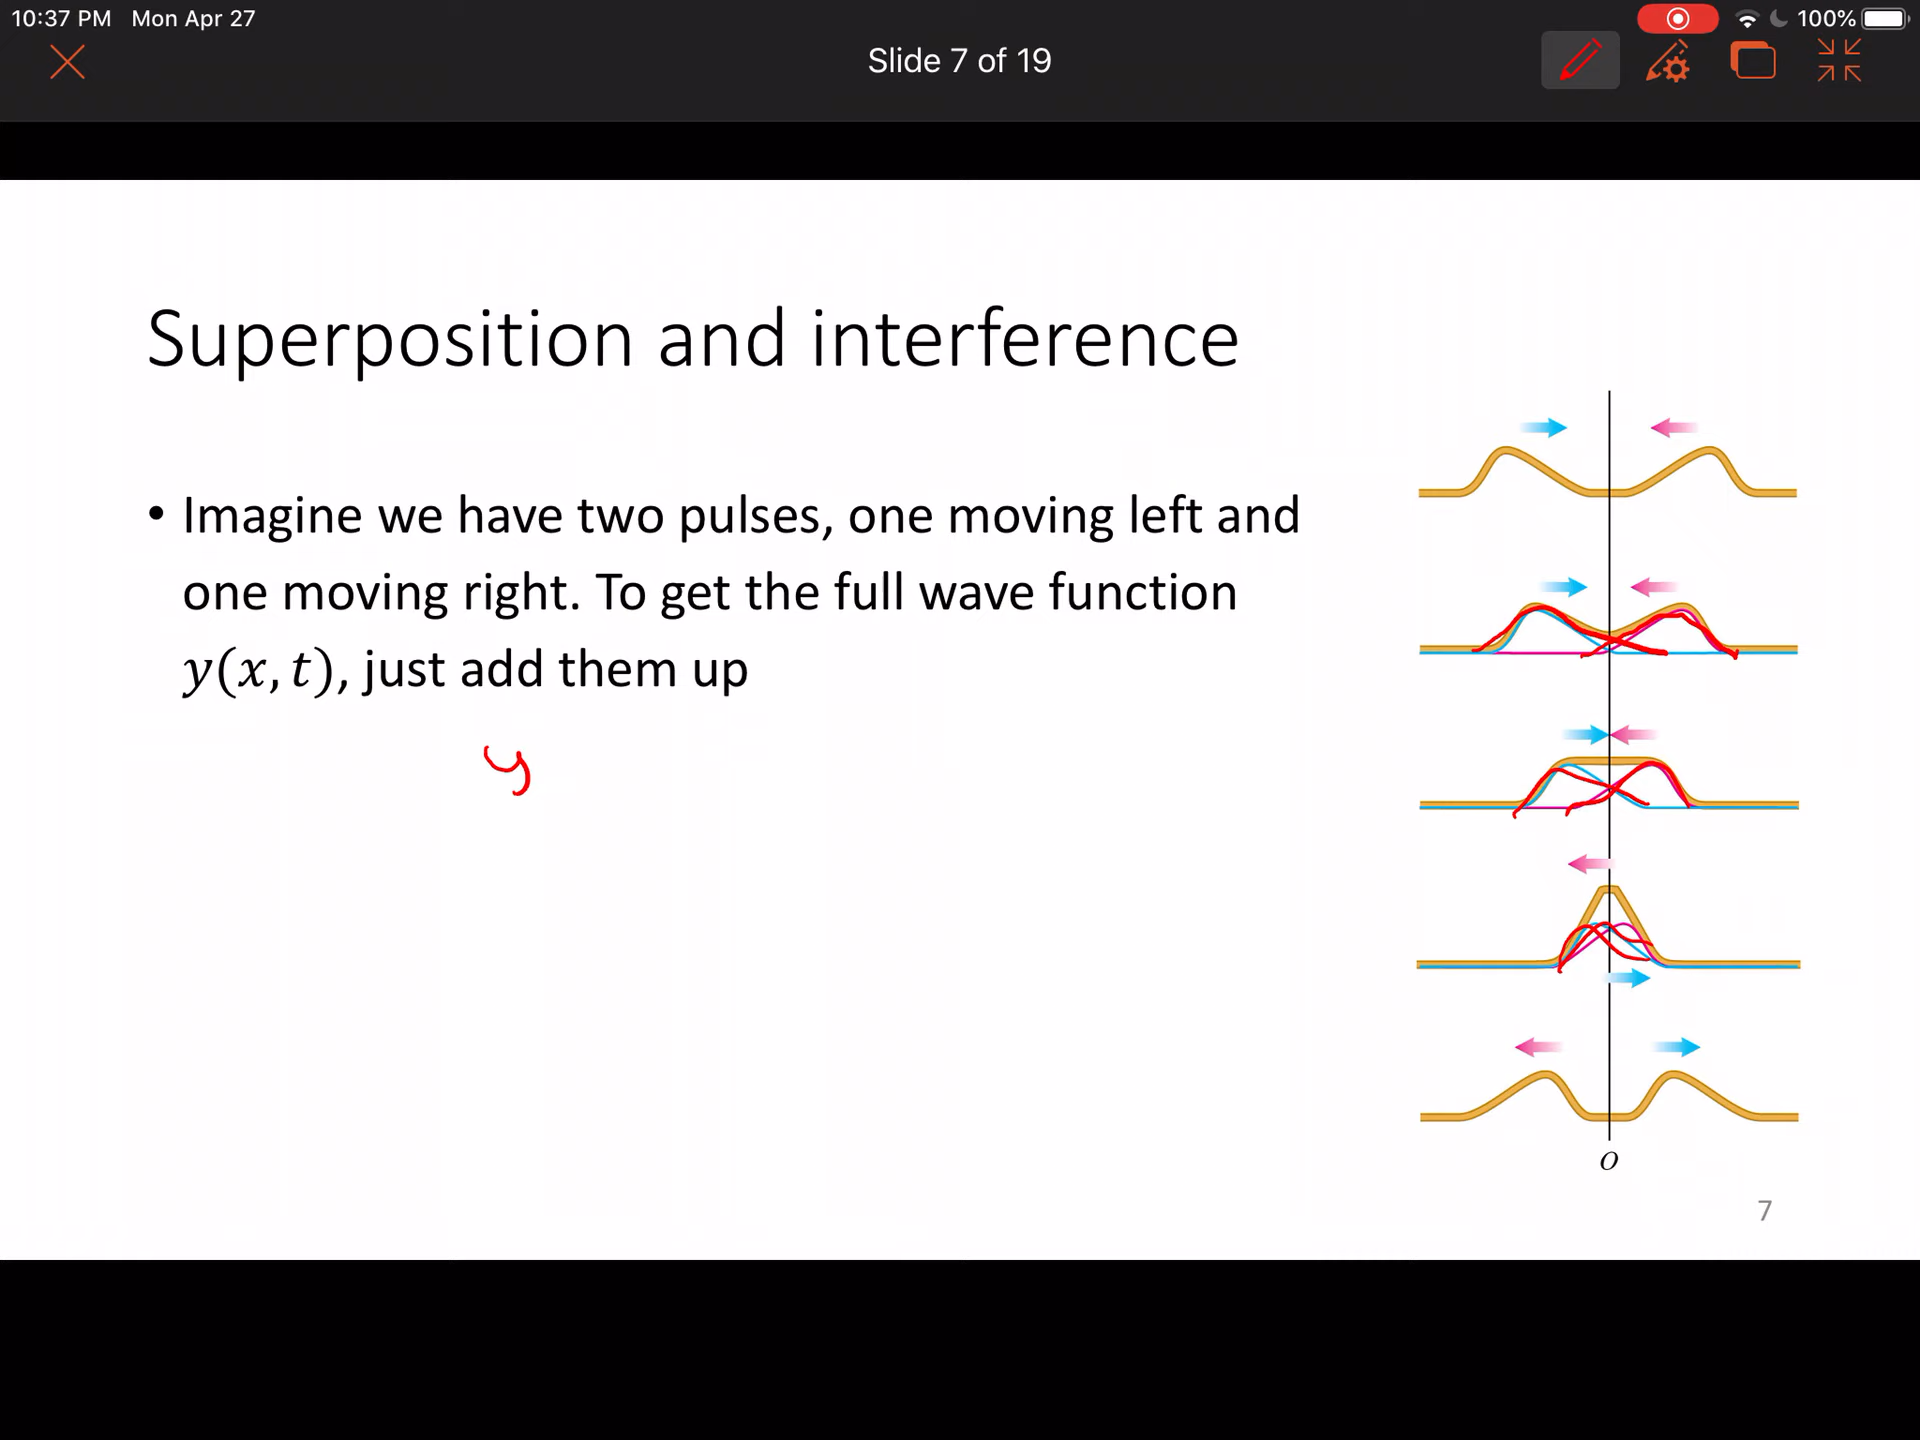 10:37 PM Mon Apr 27
100%
Slide 7 of 19
Superposition and interference
• Imagine we have two pulses, one moving left and
one moving right. To get the full wave function
y(x, t), just add them up
y
O
7